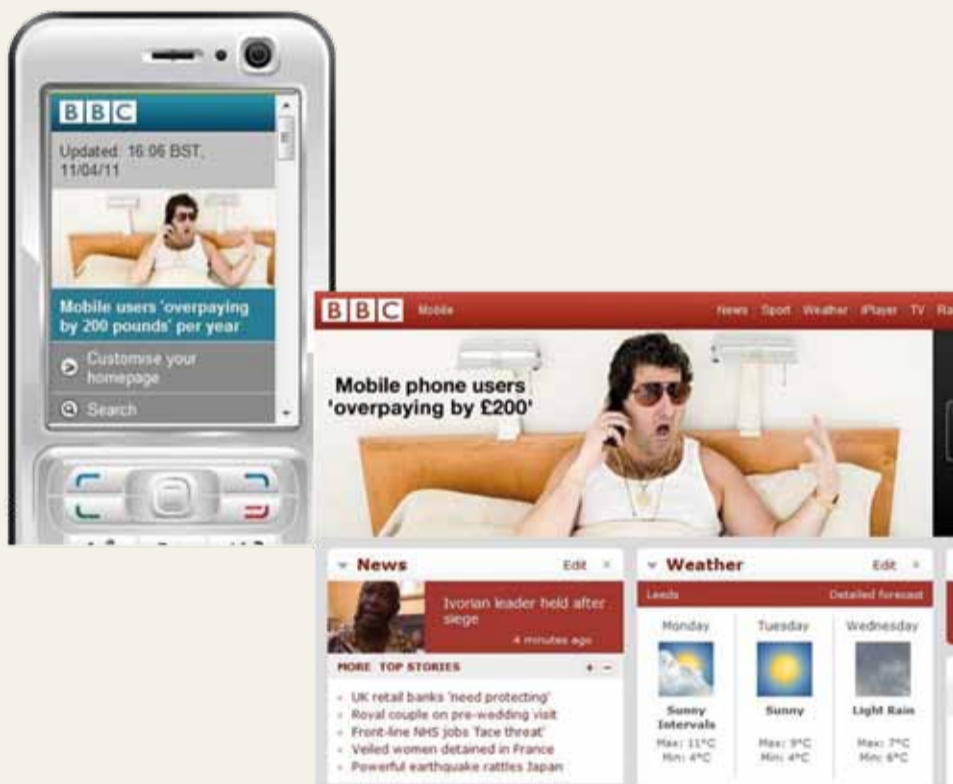 BBC
Updated: 16:06 BST,
11/04/11
Mobile users 'overpaying
by 200 pounds' per year
Customise your
homepage
Search
BBC Mobile News Sport Weather iPlayer TV Ra
Mobile phone users
'overpaying by £200'
News Edit ×
Ivorian leader held after
siege
4 minutes ago
MORE TOP STORIES + −
UK retail banks 'need protecting'
Royal couple on pre-wedding visit
Front-line NHS jobs 'face threat'
Veiled women detained in France
Powerful earthquake rattles Japan
Weather Edit ×
Leeds Detailed forecast
Monday Tuesday Wednesday
Sunny Sunny Light Rain
Intervals
Max: 11°C Max: 9°C Max: 7°C
Min: 4°C Min: 4°C Min: 6°C